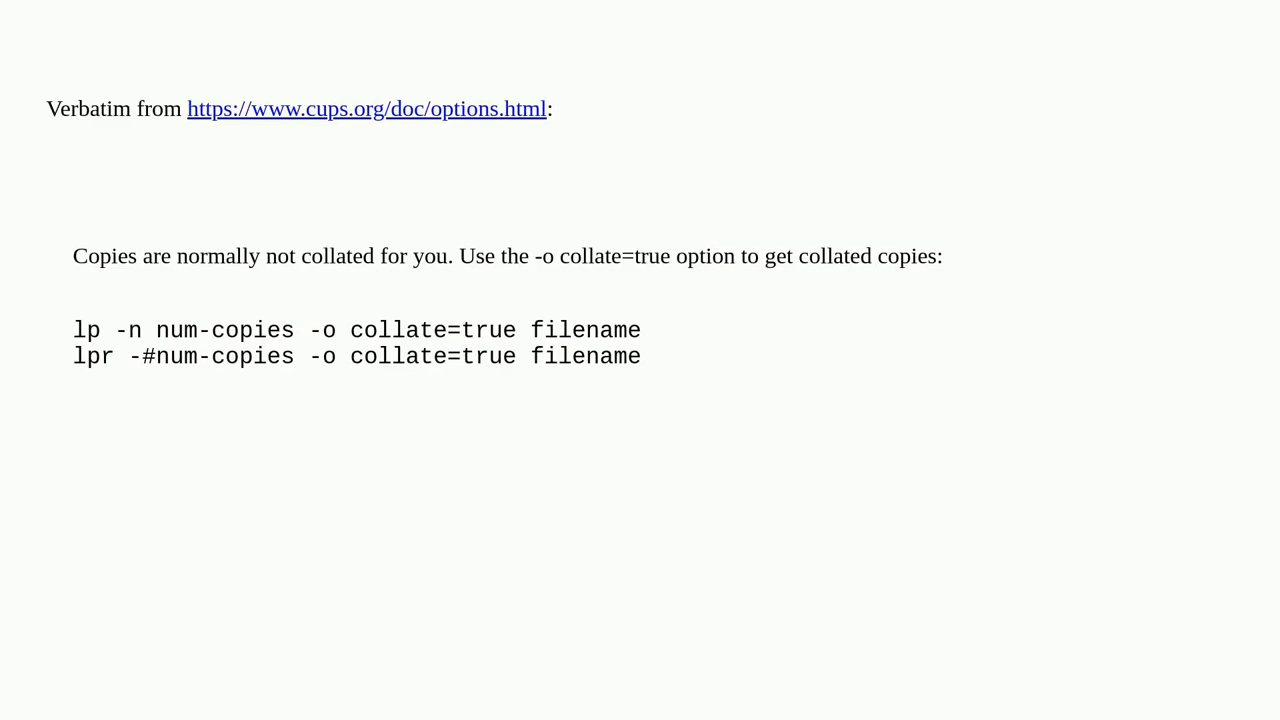 Verbatim from https://www.cups.org/doc/options.html:
Copies are normally not collated for you. Use the -o collate=true option to get collated copies:
lp -n num-copies -o collate=true filename
lpr -#num-copies -o collate=true filename